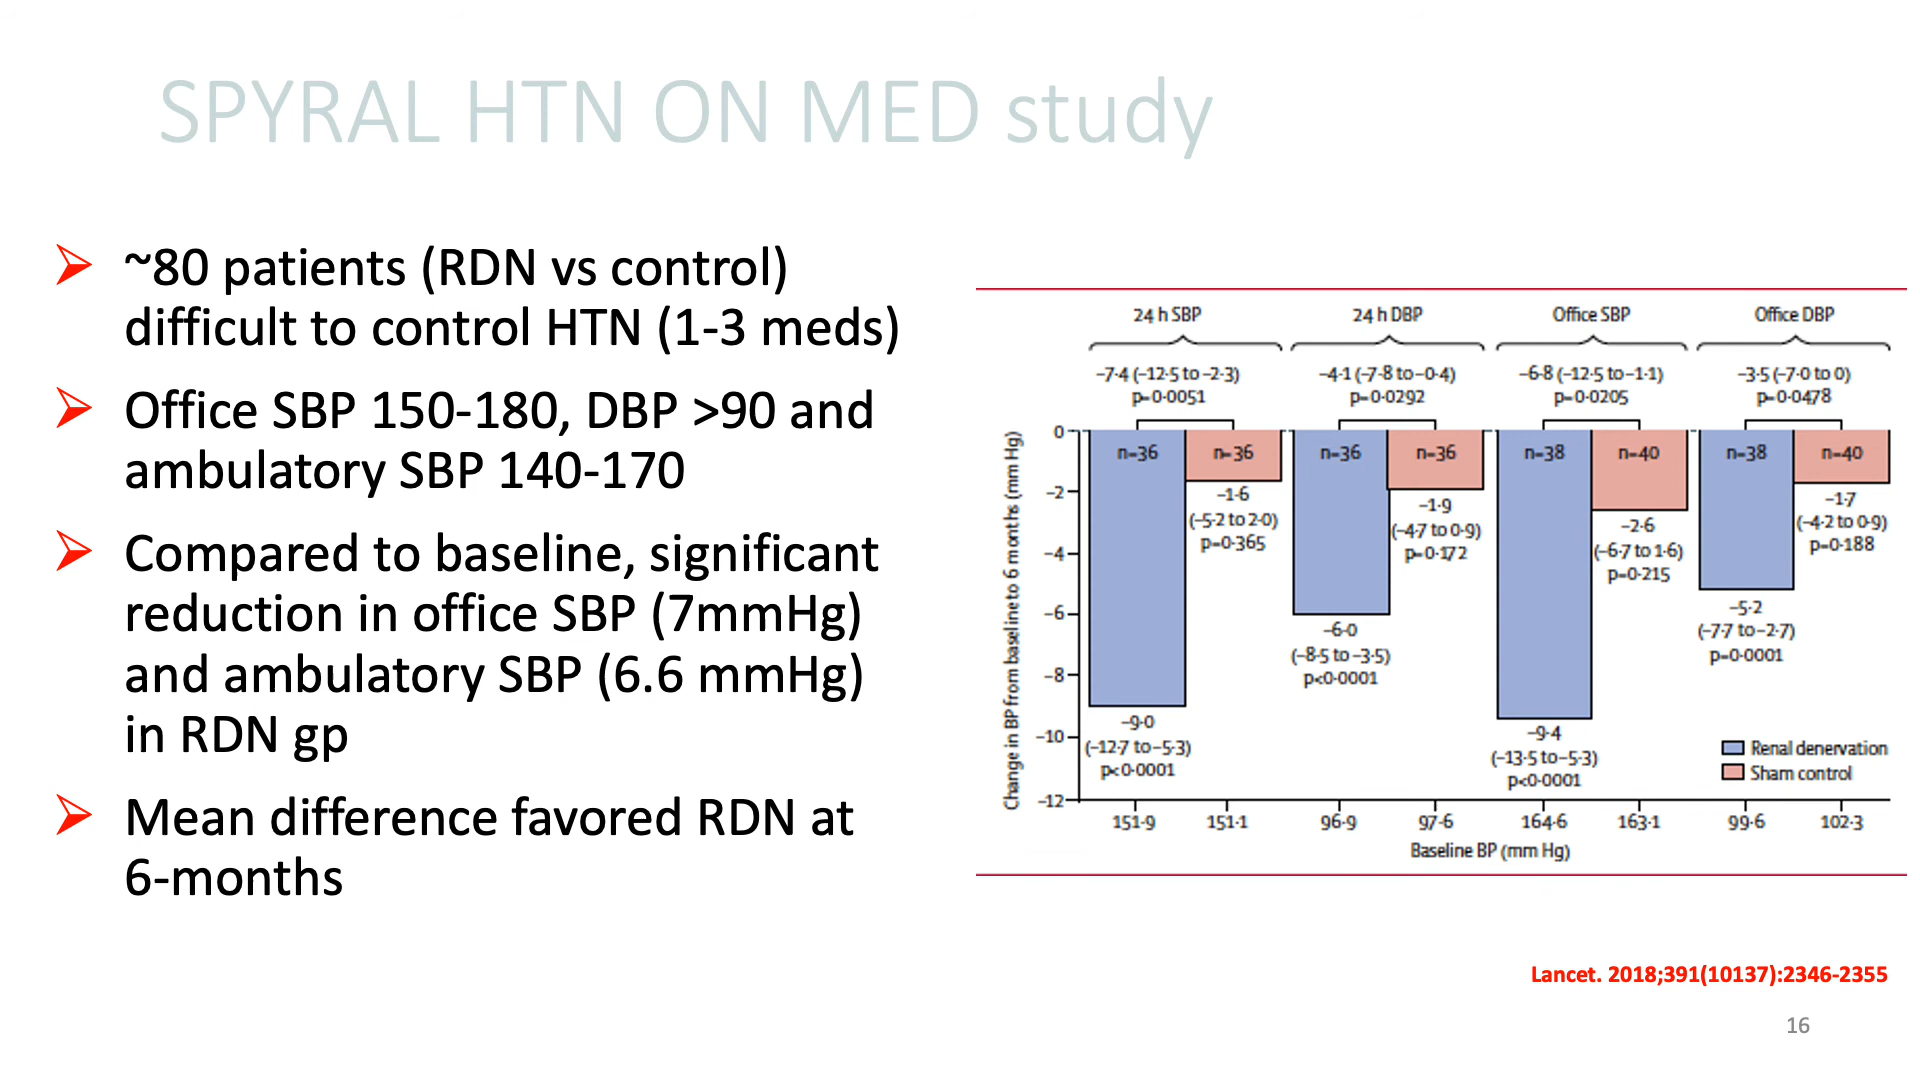 SPYRAL HTN ON MED study
~80 patients (RDN vs control)
difficult to control HTN (1-3 meds)
Office SBP 150-180, DBP >90 and
ambulatory SBP 140-170
Compared to baseline, significant
reduction in office SBP (7mmHg)
and ambulatory SBP (6.6 mmHg)
in RDN gp
Mean difference favored RDN at
6-months
24 h SBP
24 h DBP
Office SBP
Office DBP
−7·4 (−12·5 to −2·3)
p=0·0051
−4·1 (−7·8 to −0·4)
p=0·0292
−6·8 (−12·5 to −1·1)
p=0·0205
−3·5 (−7·0 to 0)
p=0·0478
Change in BP from baseline to 6 months (mm Hg)
0
−2
−4
−6
−8
−10
−12
n=36
n=36
n=36
n=36
n=38
n=40
n=38
n=40
−9·0
(−12·7 to −5·3)
p<0·0001
−1·6
(−5·2 to 2·0)
p=0·365
−6·0
(−8·5 to −3·5)
p<0·0001
−1·9
(−4·7 to 0·9)
p=0·172
−9·4
(−13·5 to −5·3)
p<0·0001
−2·6
(−6·7 to 1·6)
p=0·215
−5·2
(−7·7 to −2·7)
p=0·0001
−1·7
(−4·2 to 0·9)
p=0·188
Renal denervation
Sham control
151·9
151·1
96·9
97·6
164·6
163·1
99·6
102·3
Baseline BP (mm Hg)
Lancet. 2018;391(10137):2346-2355
16